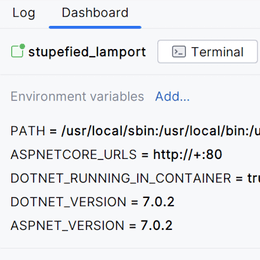 Log Dashboard
stupefied_lamport Terminal
Environment variables Add...
PATH = /usr/local/sbin:/usr/local/bin:/u
ASPNETCORE_URLS = http://+:80
DOTNET_RUNNING_IN_CONTAINER = tru
DOTNET_VERSION = 7.0.2
ASPNET_VERSION = 7.0.2